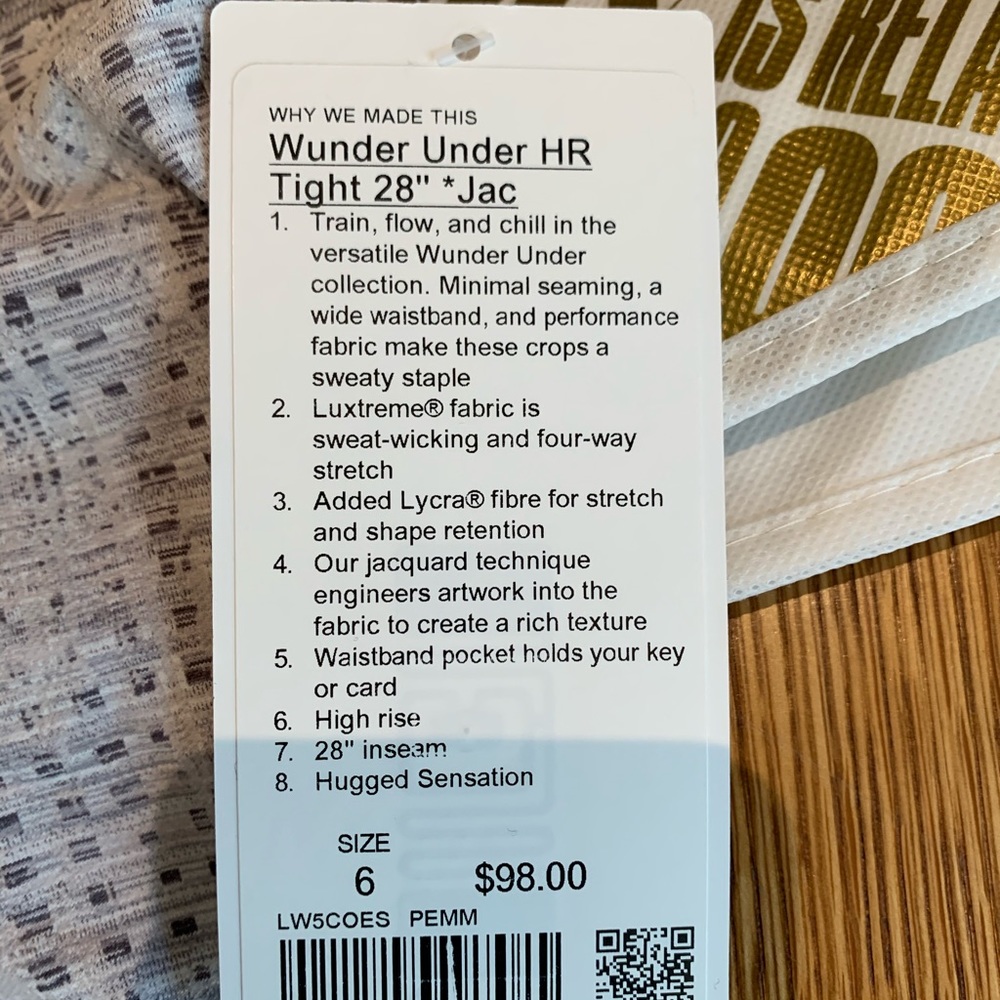 IS RELA
WHY WE MADE THIS
Wunder Under HR
Tight 28" *Jac
1. Train, flow, and chill in the
versatile Wunder Under
collection. Minimal seaming, a
wide waistband, and performance
fabric make these crops a
sweaty staple
2. Luxtreme® fabric is
sweat-wicking and four-way
stretch
3. Added Lycra® fibre for stretch
and shape retention
4. Our jacquard technique
engineers artwork into the
fabric to create a rich texture
5. Waistband pocket holds your key
or card
6. High rise
7. 28" inseam
8. Hugged Sensation
SIZE
6 $98.00
LW5COES PEMM